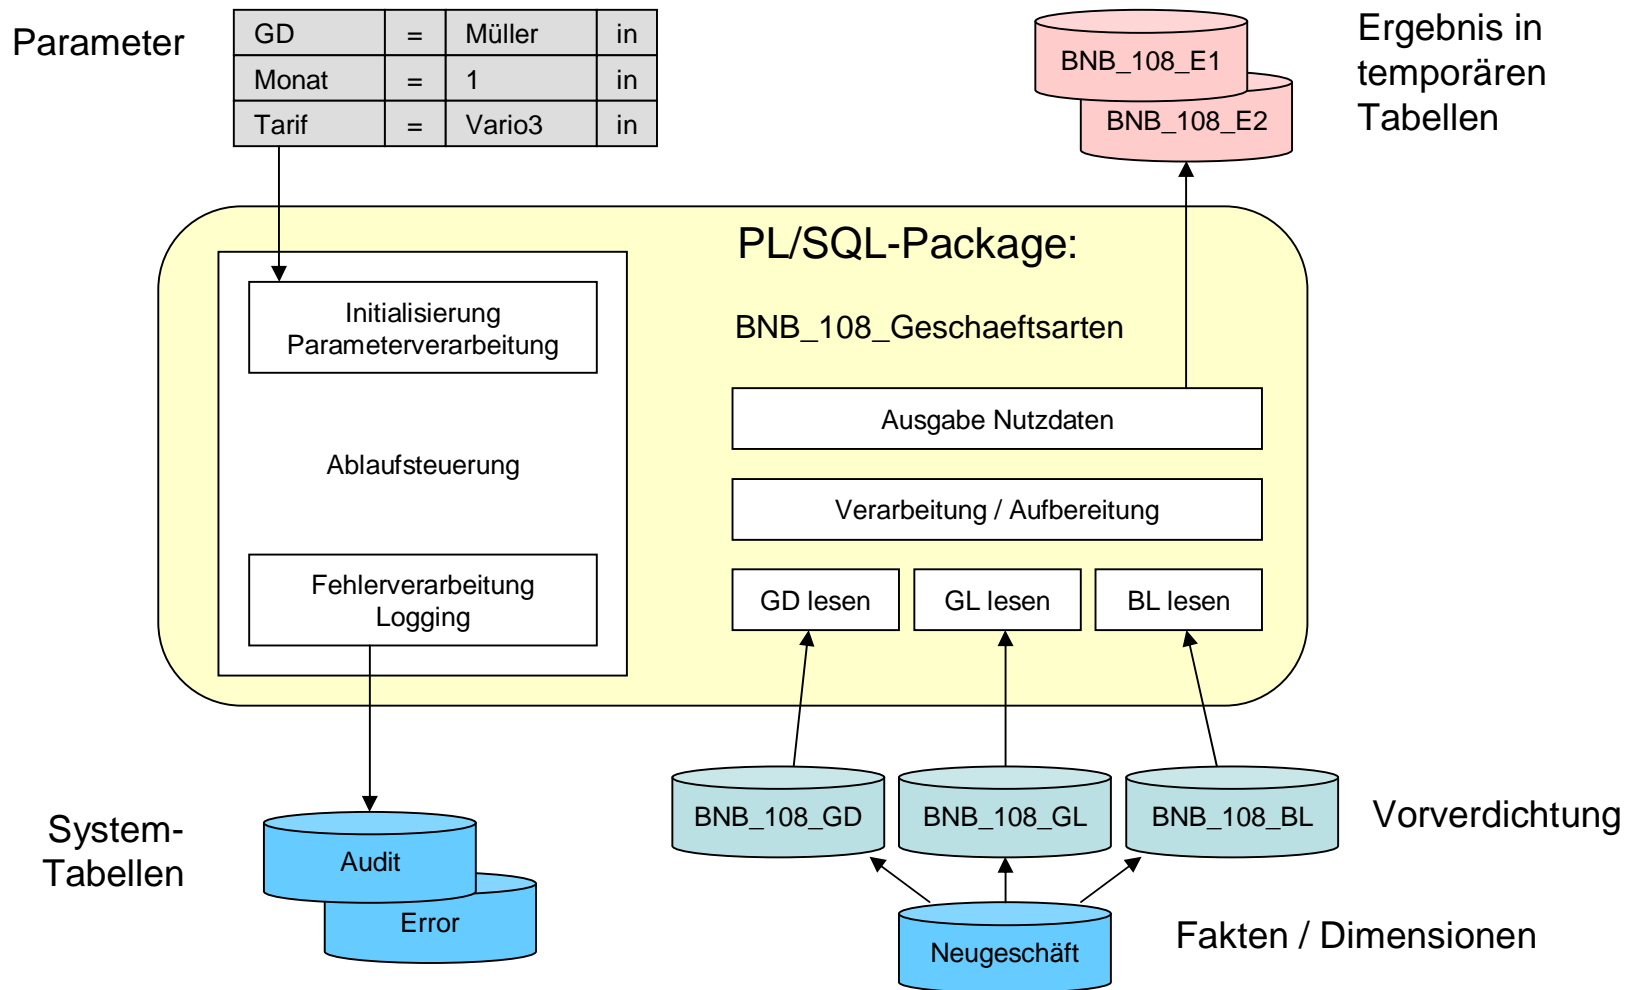 Parameter
GD = Müller in
Monat = 1 in
Tarif = Vario3 in
BNB_108_E1
BNB_108_E2
Ergebnis in
temporären
Tabellen
PL/SQL-Package:
BNB_108_Geschaeftsarten
Initialisierung
Parameterverarbeitung
Ablaufsteuerung
Fehlerverarbeitung
Logging
Ausgabe Nutzdaten
Verarbeitung / Aufbereitung
GD lesen
GL lesen
BL lesen
BNB_108_GD
BNB_108_GL
BNB_108_BL
Vorverdichtung
System-
Tabellen
Audit
Error
Neugeschäft
Fakten / Dimensionen